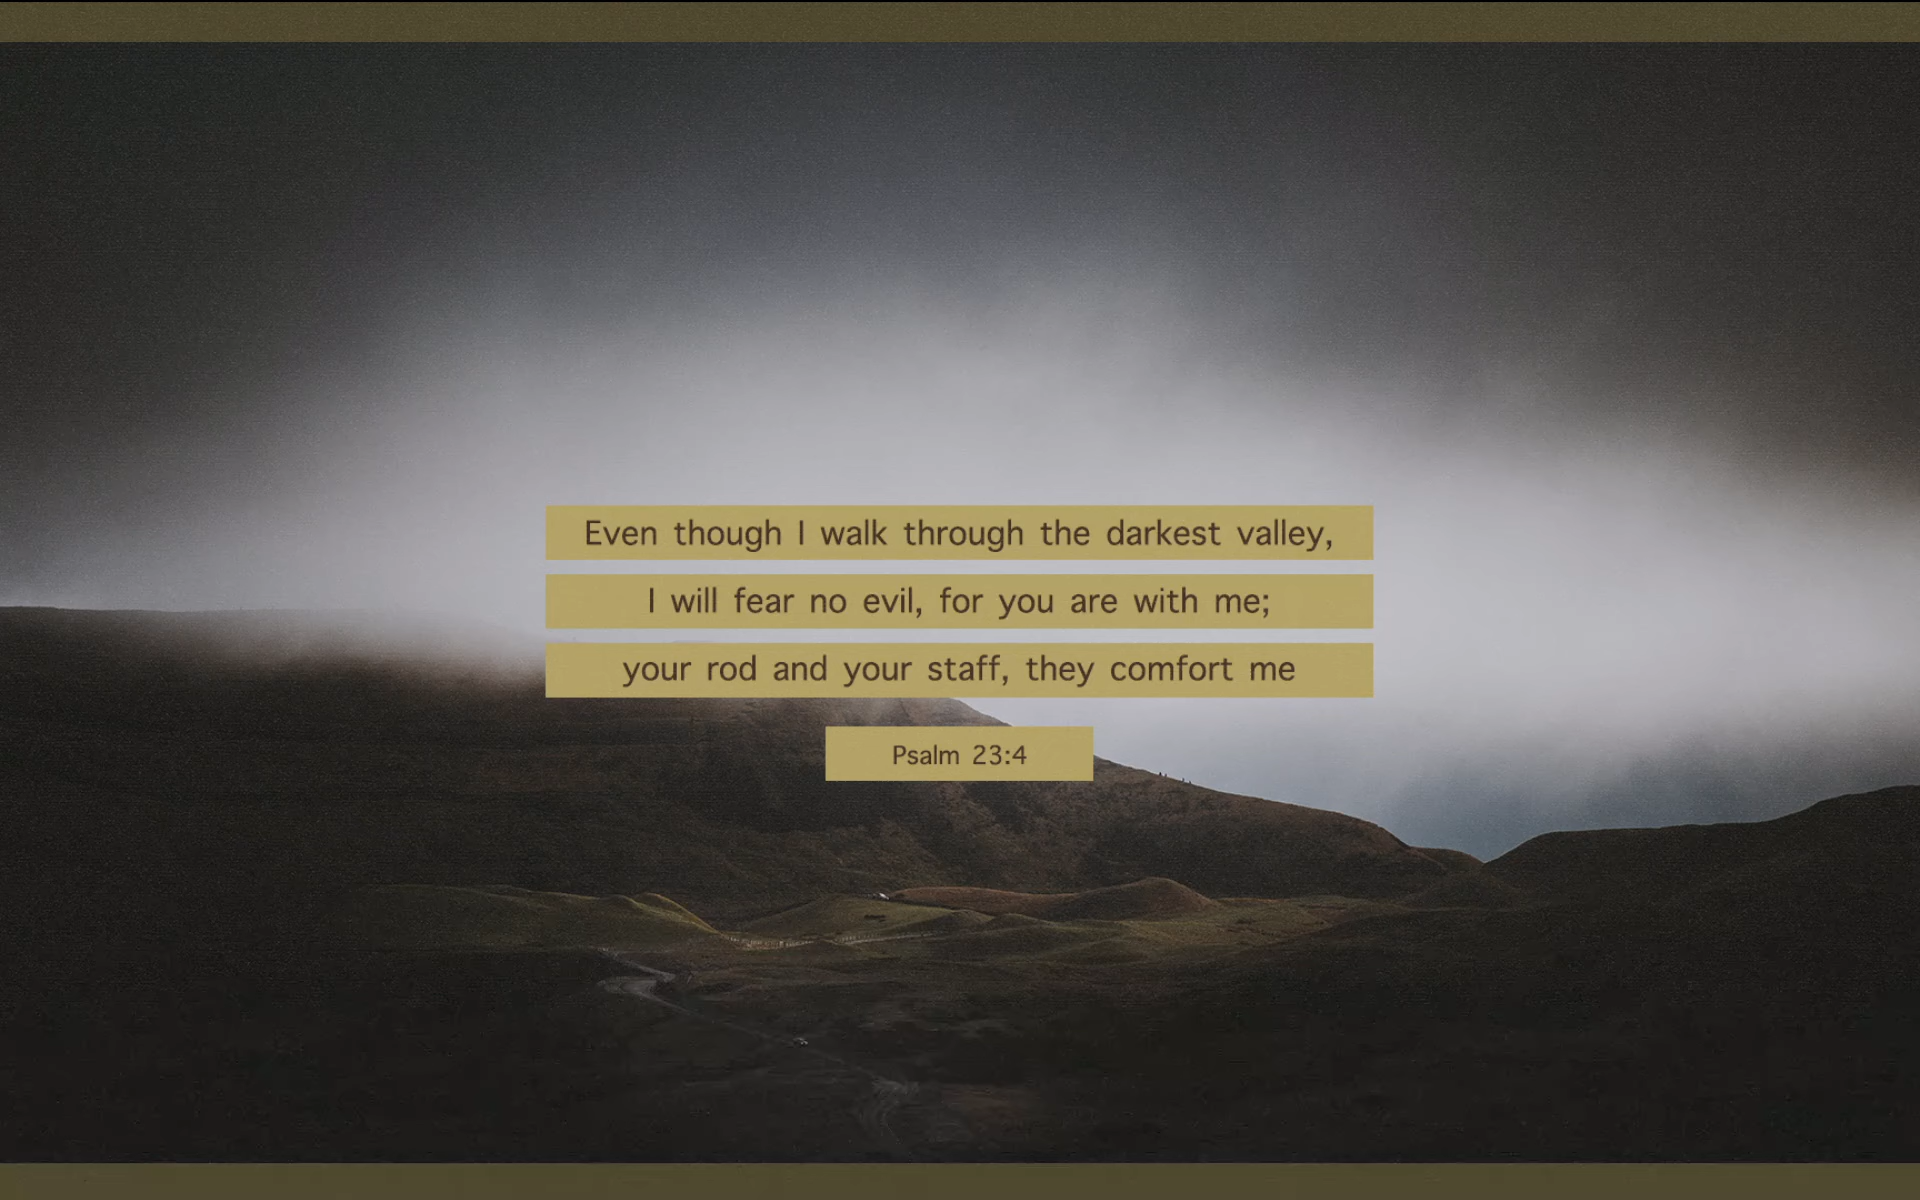 Even though I walk through the darkest valley,
I will fear no evil, for you are with me;
your rod and your staff, they comfort me
Psalm 23:4